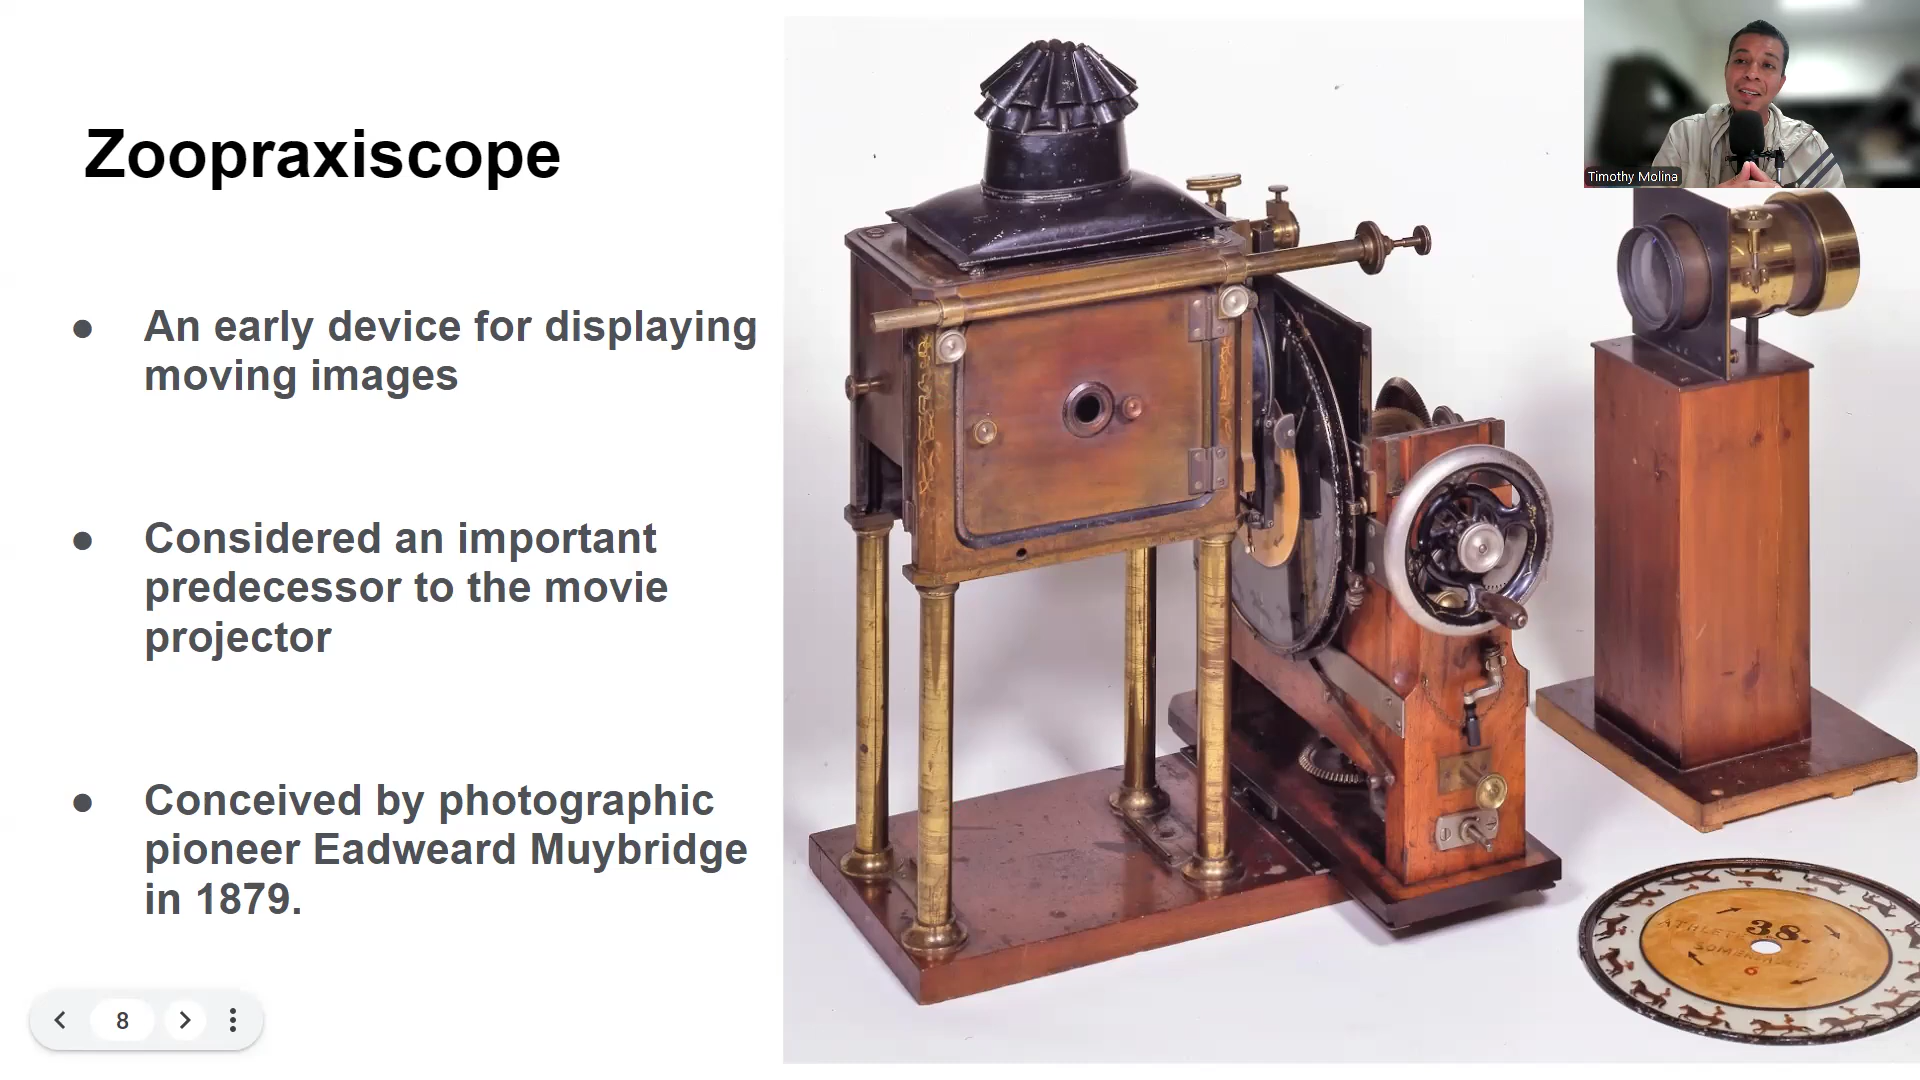 Zoopraxiscope
● An early device for displaying
moving images
● Considered an important
predecessor to the movie
projector
● Conceived by photographic
pioneer Eadweard Muybridge
in 1879.
8
Timothy Molina
38.
6